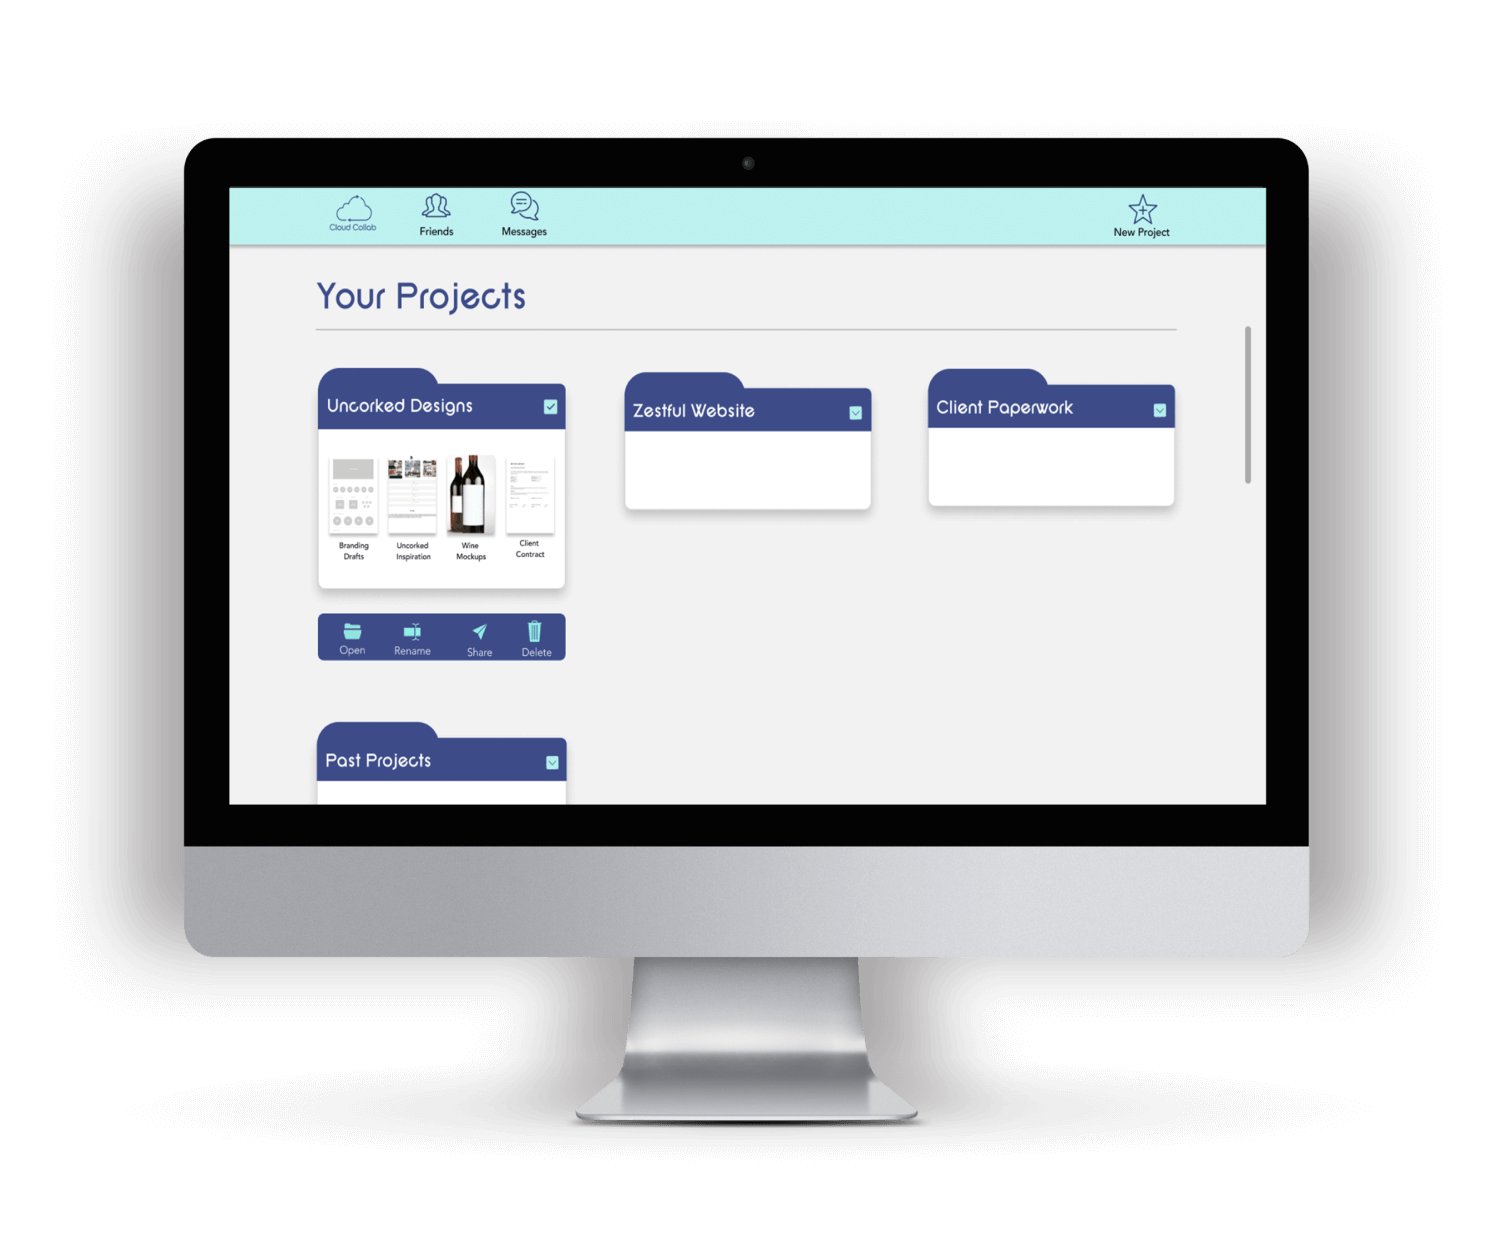 Cloud Collab
Friends
Messages
New Project
Your Projects
Uncorked Designs
Branding
Drafts
Uncorked
Inspiration
Wine
Mockups
Client
Contract
Open
Rename
Share
Delete
Zestful Website
Client Paperwork
Past Projects